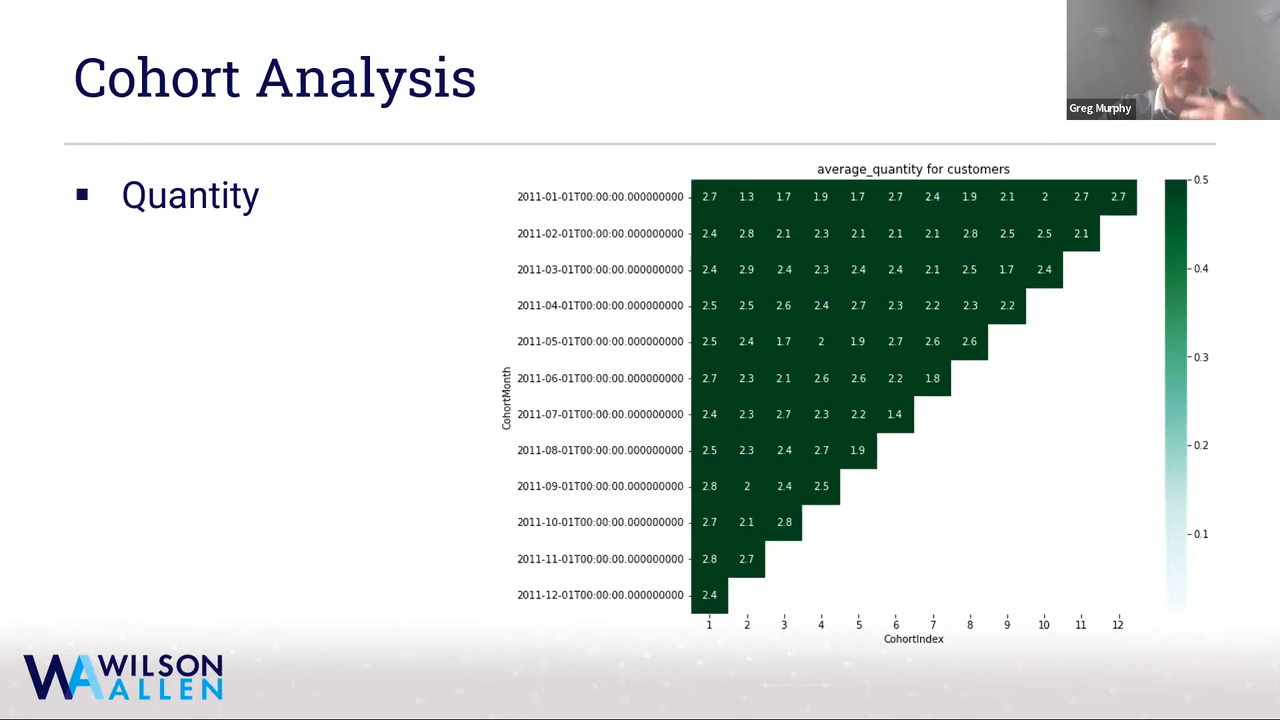 Cohort Analysis
Greg Murphy
▪ Quantity
average_quantity for customers
2011-01-01T00:00:00.000000000 2.7 1.3 1.7 1.9 1.7 2.7 2.4 1.9 2.1 2 2.7 2.7
2011-02-01T00:00:00.000000000 2.4 2.8 2.1 2.3 2.1 2.1 2.1 2.8 2.5 2.5 2.1
2011-03-01T00:00:00.000000000 2.4 2.9 2.4 2.3 2.4 2.4 2.1 2.5 1.7 2.4
2011-04-01T00:00:00.000000000 2.5 2.5 2.6 2.4 2.7 2.3 2.2 2.3 2.2
2011-05-01T00:00:00.000000000 2.5 2.4 1.7 2 1.9 2.7 2.6 2.6
2011-06-01T00:00:00.000000000 2.7 2.3 2.1 2.6 2.6 2.2 1.8
2011-07-01T00:00:00.000000000 2.4 2.3 2.7 2.3 2.2 1.4
2011-08-01T00:00:00.000000000 2.5 2.3 2.4 2.7 1.9
2011-09-01T00:00:00.000000000 2.8 2 2.4 2.5
2011-10-01T00:00:00.000000000 2.7 2.1 2.8
2011-11-01T00:00:00.000000000 2.8 2.7
2011-12-01T00:00:00.000000000 2.4
CohortMonth
1 2 3 4 5 6 7 8 9 10 11 12
CohortIndex
0.5
0.4
0.3
0.2
0.1
WA WILSON
ALLEN